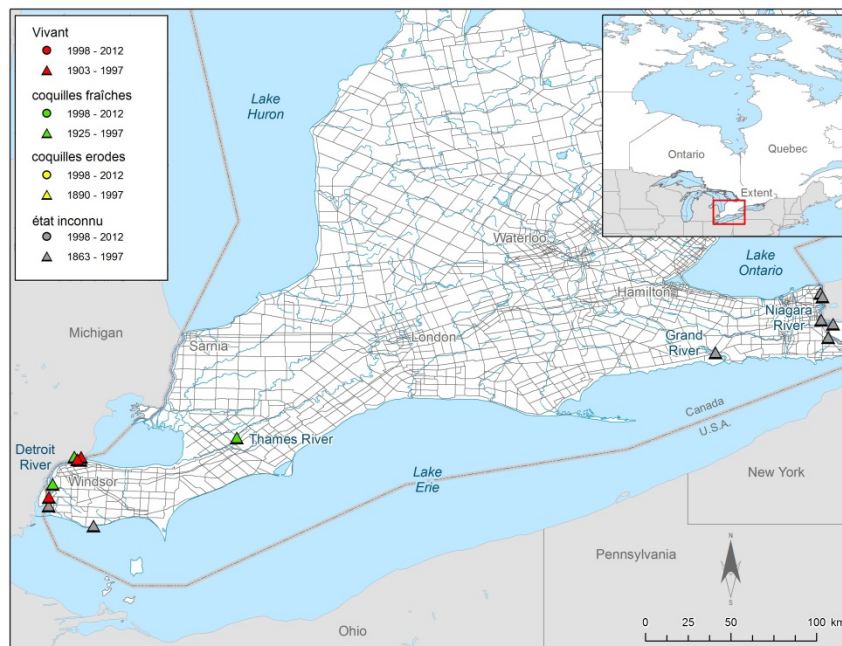 Vivant
1998 - 2012
1903 - 1997
coquilles fraîches
1998 - 2012
1925 - 1997
coquilles erodes
1998 - 2012
1890 - 1997
état inconnu
1998 - 2012
1863 - 1997
Lake
Huron
Ontario
Quebec
Extent
Waterloo
Lake
Ontario
Hamilton
Niagara
River
Michigan
Sarnia
London
Grand
River
Canada
U.S.A.
Thames River
Detroit
River
Windsor
Lake
Erie
New York
Pennsylvania
Ohio
N
S
0 25 50 100 km